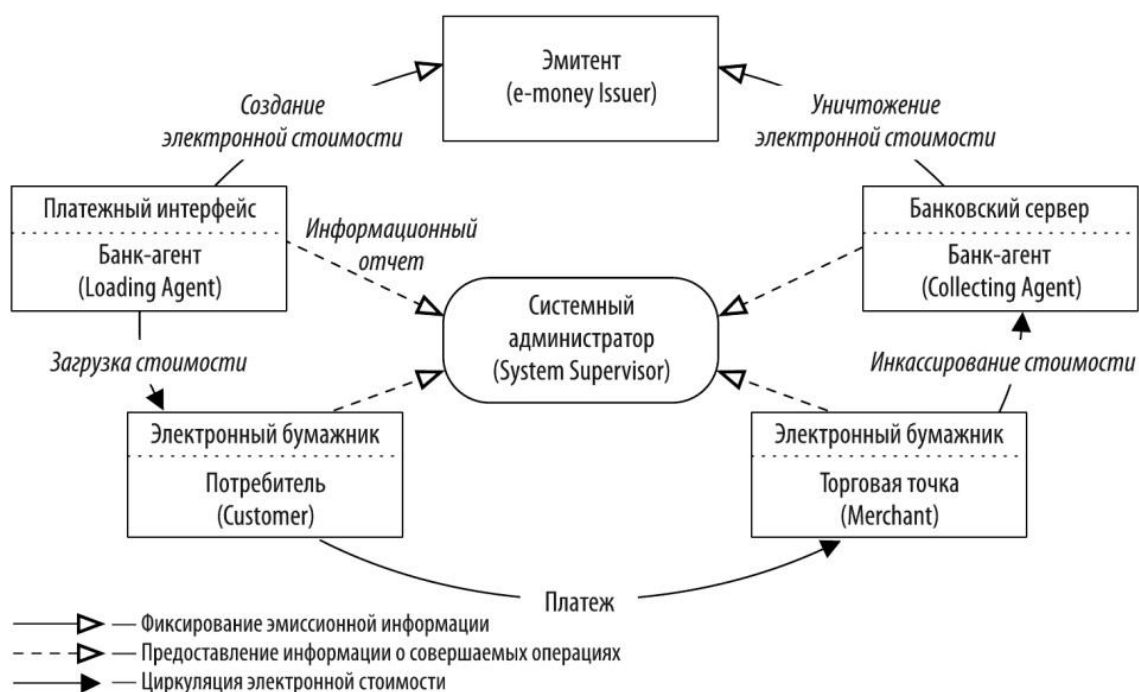 Эмитент
(e-money Issuer)
Создание
электронной стоимости
Уничтожение
электронной стоимости
Платежный интерфейс
Банк-агент
(Loading Agent)
Информационный
отчет
Банковский сервер
Банк-агент
(Collecting Agent)
Системный
администратор
(System Supervisor)
Загрузка стоимости
Инкассирование стоимости
Электронный бумажник
Потребитель
(Customer)
Электронный бумажник
Торговая точка
(Merchant)
Платеж
— Фиксирование эмиссионной информации
— Предоставление информации о совершаемых операциях
— Циркуляция электронной стоимости